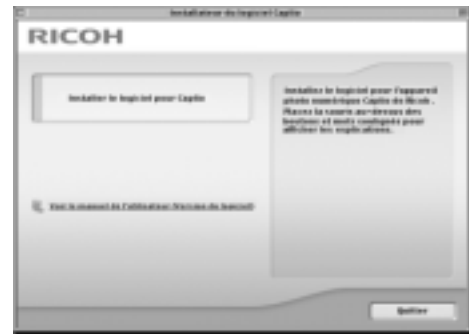 Installateur du logiciel Caplio
RICOH
Installer le logiciel pour Caplio
Installer le logiciel pour l'appareil
photo numérique Caplio de Ricoh.
Placez la souris au-dessus des
boutons et mots soulignés pour
afficher les explications.
Voir le manuel de l'utilisateur (Version du logiciel)
Quitter